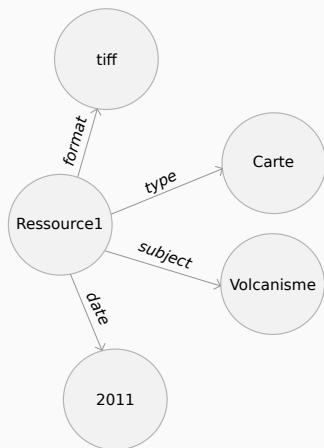 tiff
format
Carte
type
Ressource1
subject
Volcanisme
date
2011